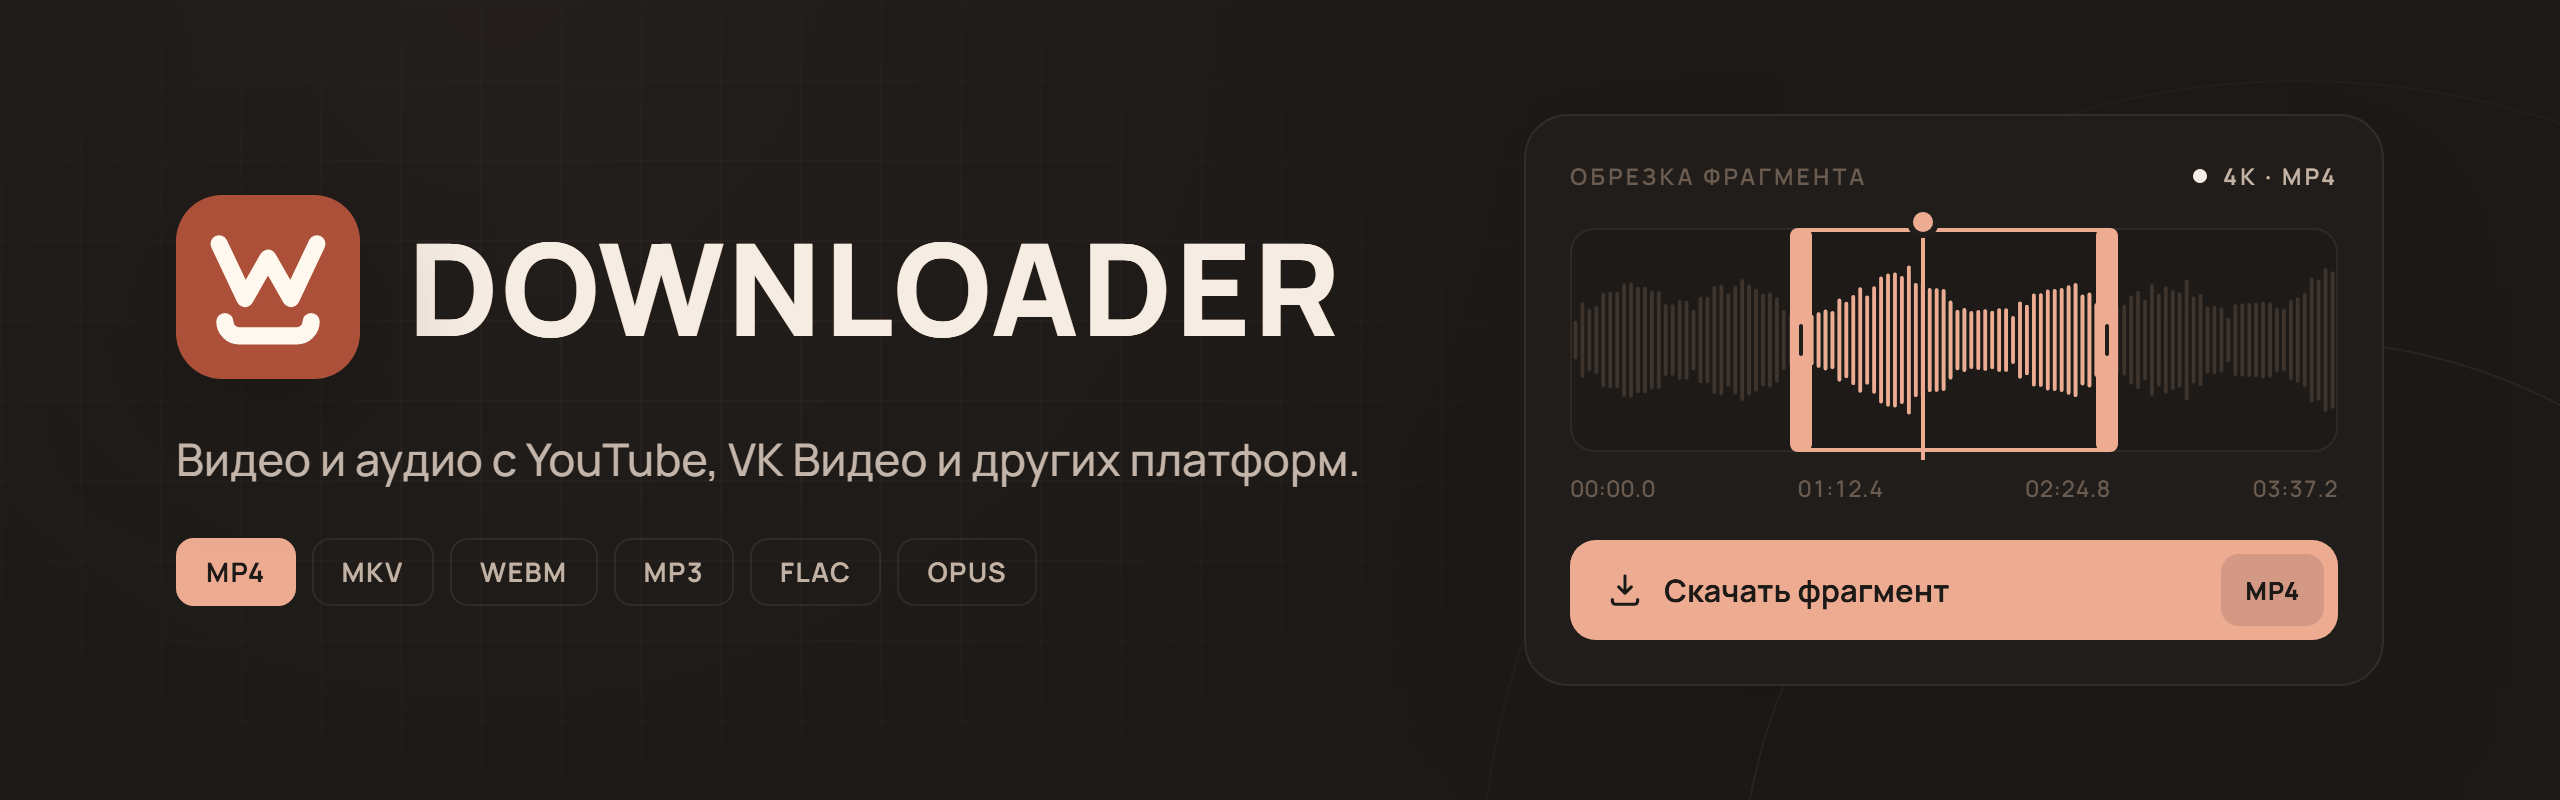 W
DOWNLOADER
Видео и аудио с YouTube, VK Видео и других платформ.
MP4 MKV WEBM MP3 FLAC OPUS
ОБРЕЗКА ФРАГМЕНТА 4K · MP4
00:00.0 01:12.4 02:24.8 03:37.2
Скачать фрагмент MP4